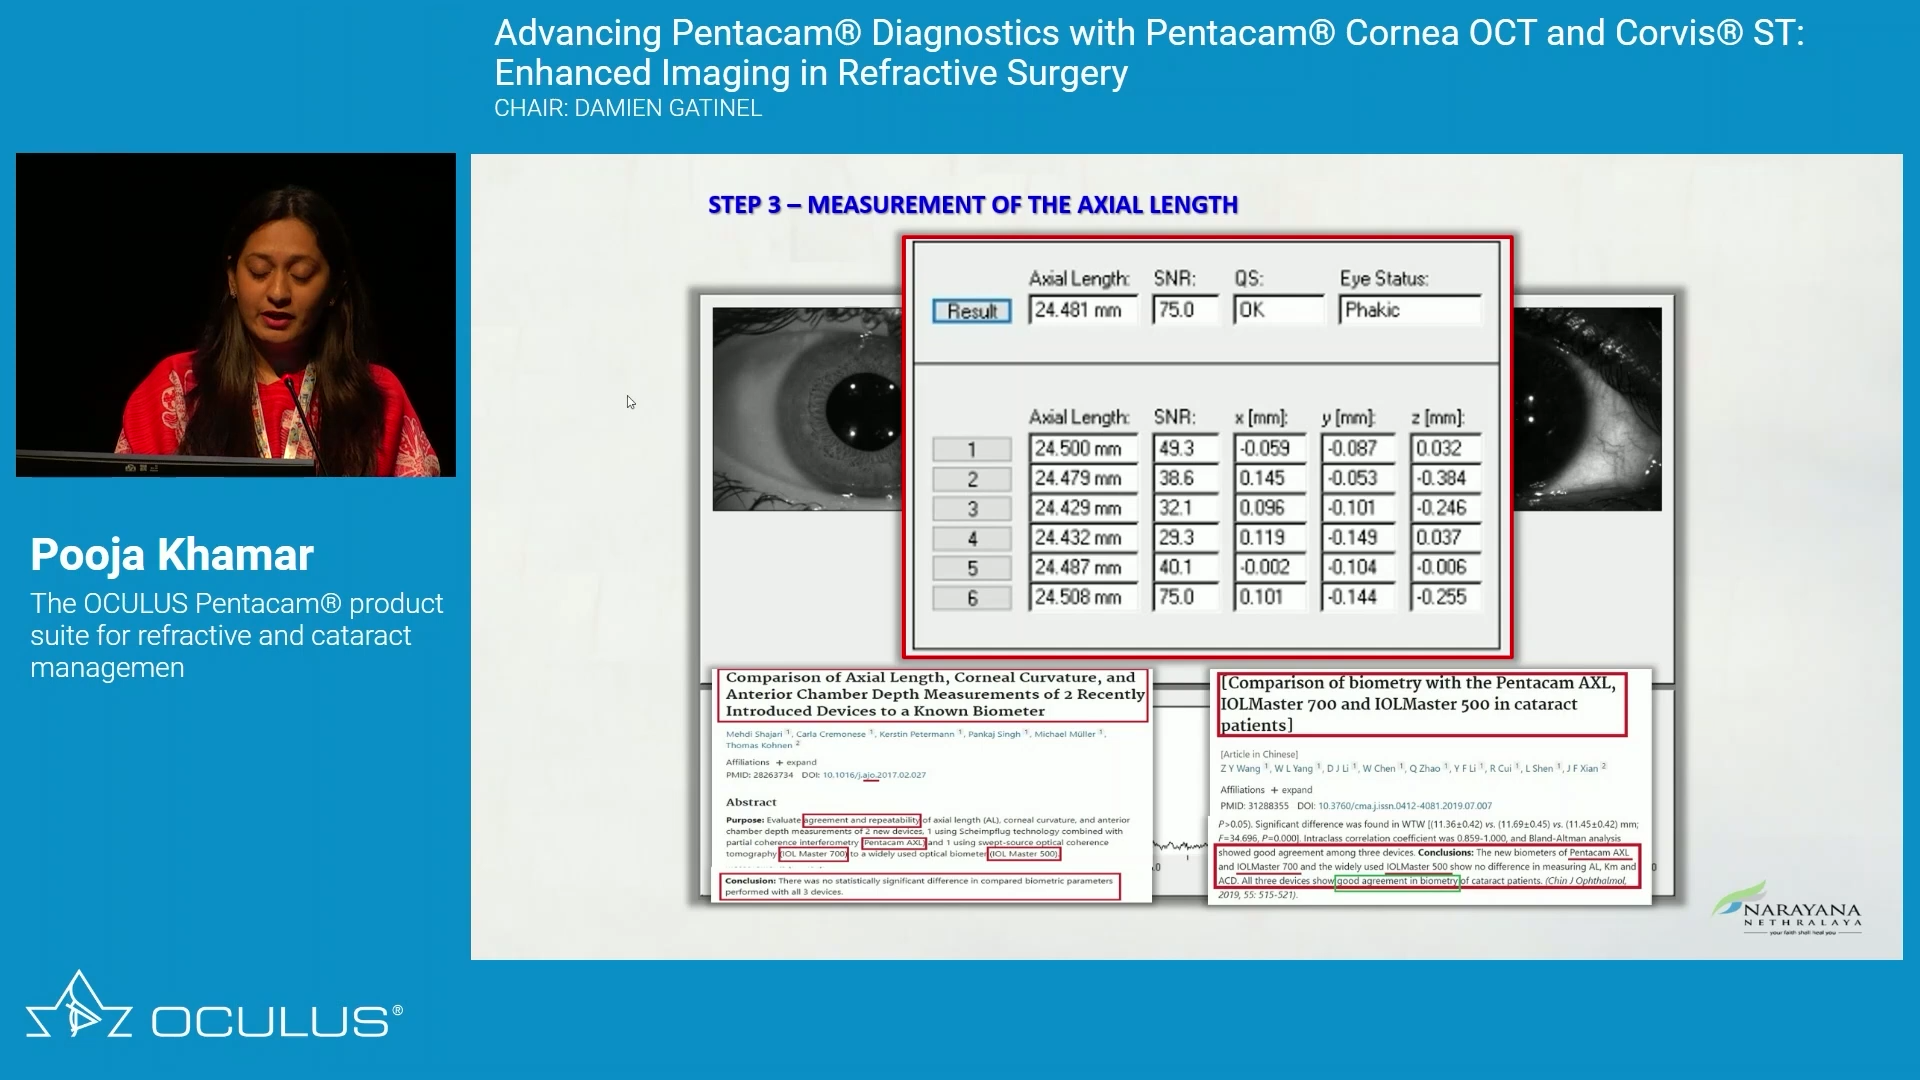 Advancing Pentacam® Diagnostics with Pentacam® Cornea OCT and Corvis® ST:
Enhanced Imaging in Refractive Surgery
CHAIR: DAMIEN GATINEL
Pooja Khamar
The OCULUS Pentacam® product
suite for refractive and cataract
managemen
OCULUS®
STEP 3 – MEASUREMENT OF THE AXIAL LENGTH
Axial Length: SNR: QS: Eye Status:
Result 24.481 mm 75.0 OK Phakic
Axial Length: SNR: x [mm]: y [mm]: z [mm]:
1 24.500 mm 49.3 -0.059 -0.087 0.032
2 24.479 mm 38.6 0.145 -0.053 -0.384
3 24.429 mm 32.1 0.096 -0.101 -0.246
4 24.432 mm 29.3 0.119 -0.149 0.037
5 24.487 mm 40.1 -0.002 -0.104 -0.006
6 24.508 mm 75.0 0.101 -0.144 -0.255
Comparison of Axial Length, Corneal Curvature, and
Anterior Chamber Depth Measurements of 2 Recently
Introduced Devices to a Known Biometer
Mehdi Shajari 1, Carla Cremonese 1, Kerstin Petermann 1, Pankaj Singh 1, Michael Müller 1,
Thomas Kohnen 2
Affiliations + expand
PMID: 28263734 DOI: 10.1016/j.ajo.2017.02.027
Abstract
Purpose: Evaluate agreement and repeatability of axial length (AL), corneal curvature, and anterior
chamber depth measurements of 2 new devices, 1 using Scheimpflug technology combined with
partial coherence interferometry (Pentacam AXL) and 1 using swept-source optical coherence
tomography (IOL Master 700) to a widely used optical biometer (IOL Master 500).
Conclusion: There was no statistically significant difference in compared biometric parameters
performed with all 3 devices.
[Comparison of biometry with the Pentacam AXL,
IOLMaster 700 and IOLMaster 500 in cataract
patients]
[Article in Chinese]
Z Y Wang 1, W L Yang 1, D J Li 1, W Chen 1, Q Zhao 1, Y F Li 1, R Cui 1, L Shen 1, J F Xian 2
Affiliations + expand
PMID: 31288355 DOI: 10.3760/cma.j.issn.0412-4081.2019.07.007
P>0.05). Significant difference was found in WTW [(11.36±0.42) vs. (11.69±0.45) vs. (11.45±0.42) mm;
F=34.696, P=0.000]. Intraclass correlation coefficient was 0.859-1.000, and Bland-Altman analysis
showed good agreement among three devices. Conclusions: The new biometers of Pentacam AXL
and IOLMaster 700 and the widely used IOLMaster 500 show no difference in measuring AL, Km and
ACD. All three devices show good agreement in biometry of cataract patients. (Chin J Ophthalmol,
2019, 55: 515-521).
NARAYANA
NETHRALAYA
your faith shall heal you